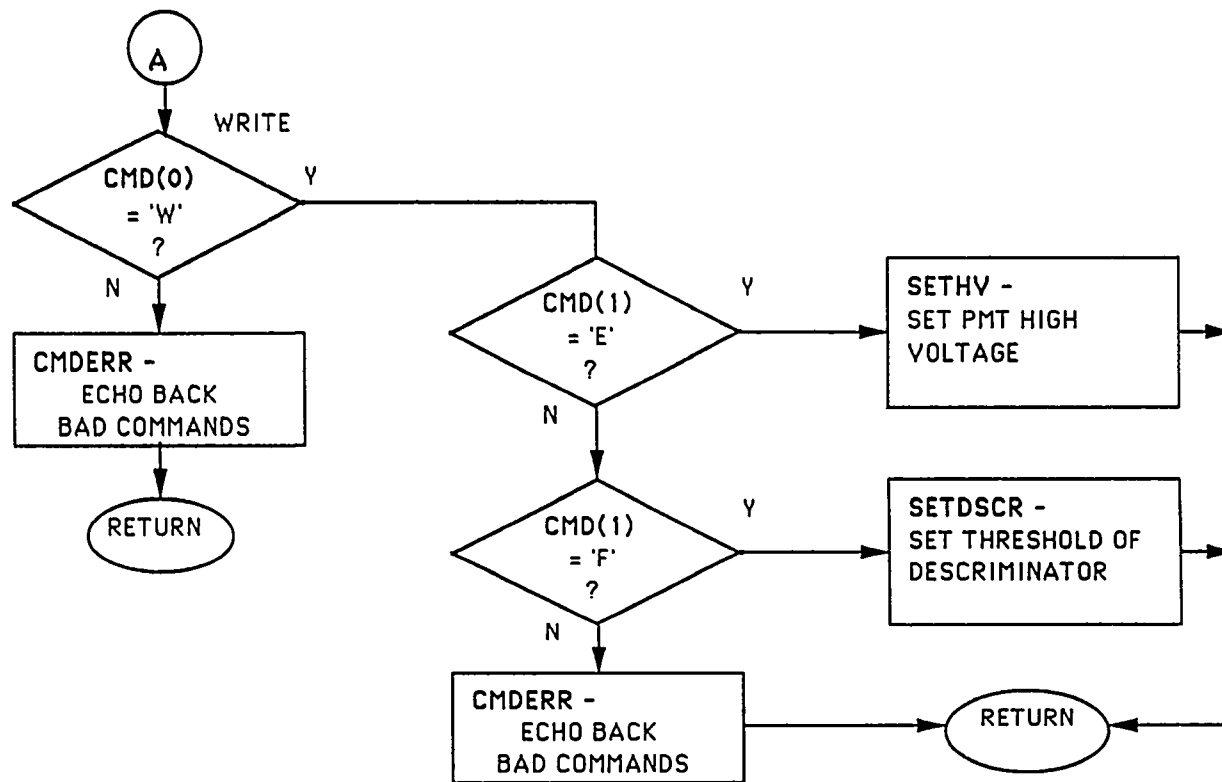 A
WRITE
CMD(0)
= 'W'
?
Y
N
CMDERR -
ECHO BACK
BAD COMMANDS
RETURN
CMD(1)
= 'E'
?
Y
N
SETHV -
SET PMT HIGH
VOLTAGE
CMD(1)
= 'F'
?
Y
N
SETDSCR -
SET THRESHOLD OF
DESCRIMINATOR
CMDERR -
ECHO BACK
BAD COMMANDS
RETURN